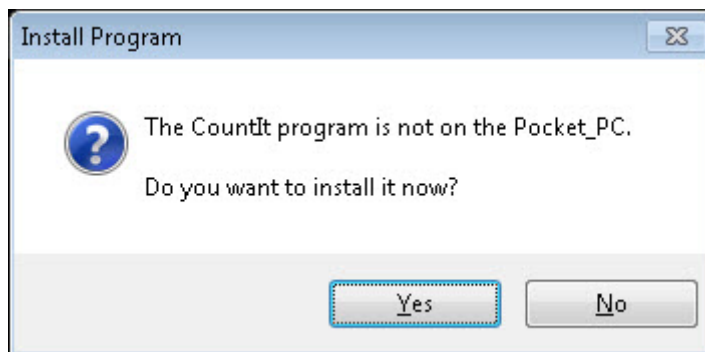 Install Program
The CountIt program is not on the Pocket_PC.
Do you want to install it now?
Yes
No